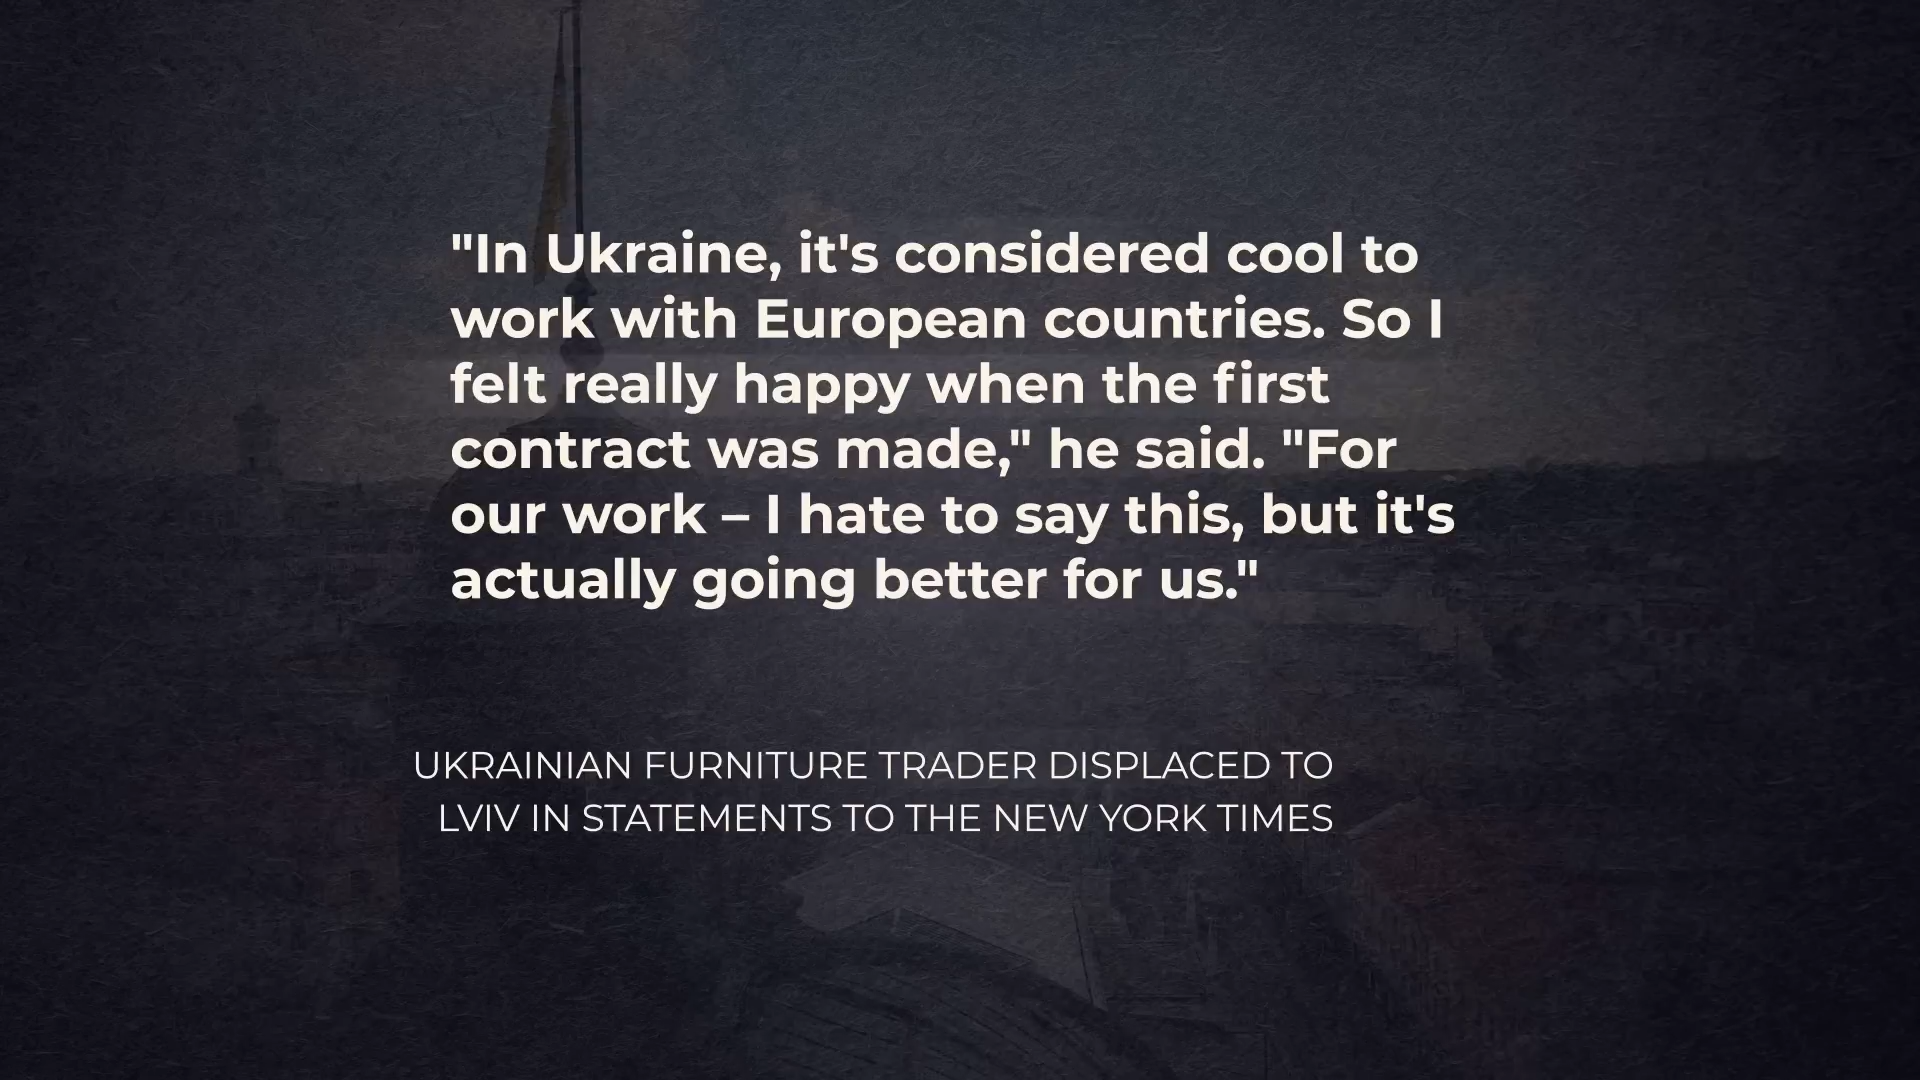 "In Ukraine, it's considered cool to
work with European countries. So I
felt really happy when the first
contract was made," he said. "For
our work – I hate to say this, but it's
actually going better for us."
UKRAINIAN FURNITURE TRADER DISPLACED TO
LVIV IN STATEMENTS TO THE NEW YORK TIMES